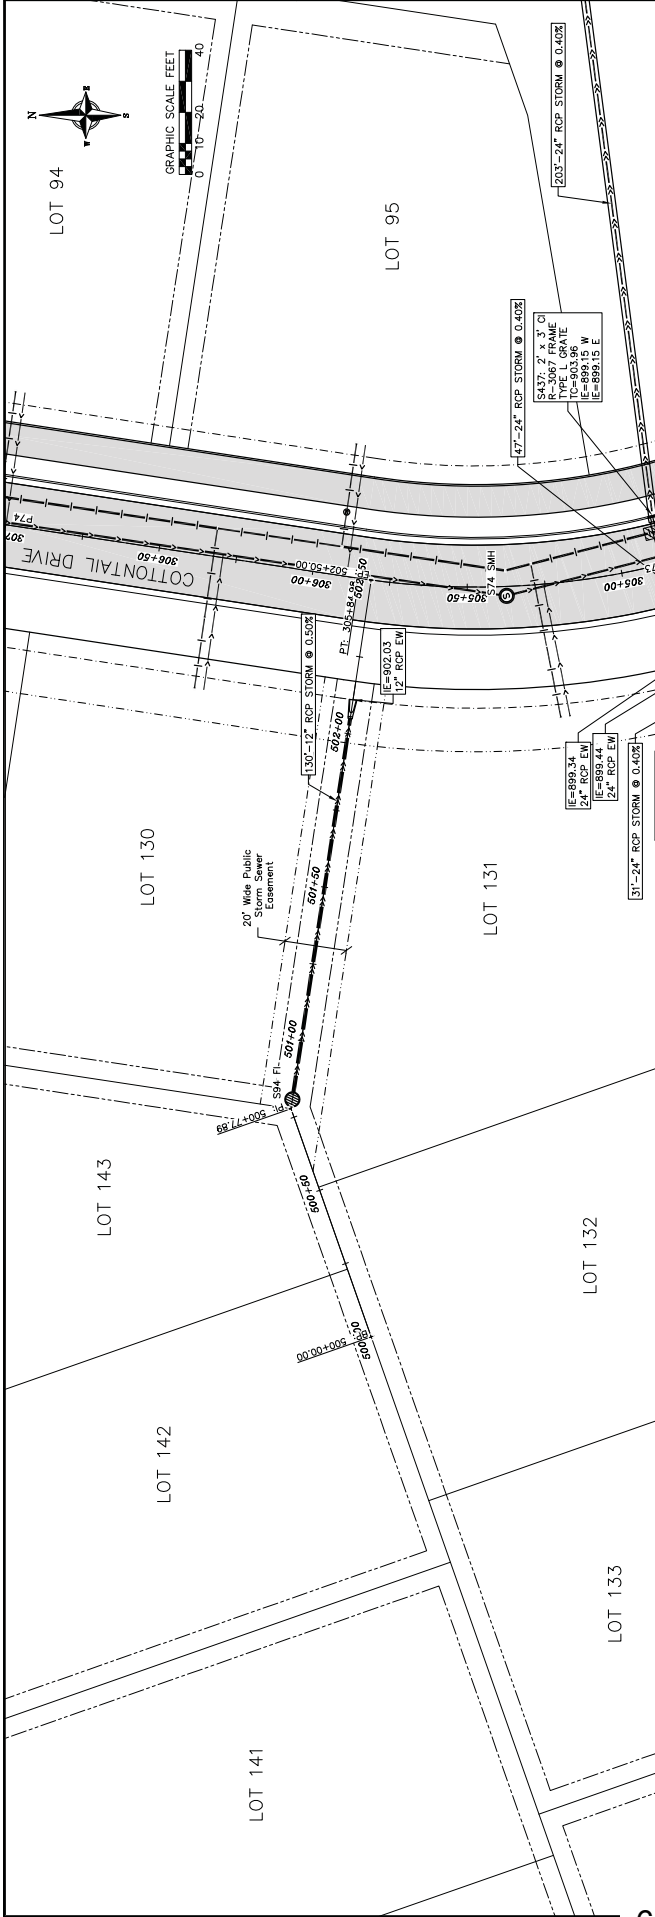 N
E
S
W
GRAPHIC SCALE FEET
0 10 20 40
LOT 94
LOT 95
203'-24" RCP STORM @ 0.40%
47'-24" RCP STORM @ 0.40%
S437: 2' x 3' CI
R-3067 FRAME
TYPE L GRATE
TC=903.96
IE=899.15 W
IE=899.15 E
P74
COTTONTAIL DRIVE
306+50
306+00
502+50.00
PT: 305+84.98
305+50
S74 SMH
S
305+00
IE=902.03
12" RCP EW
130'-12" RCP STORM @ 0.50%
502+00
501+50
501+00
20' Wide Public
Storm Sewer
Easement
S94 FI
PI:
500+77.89
500+50
500+00.00
IE=899.34
24" RCP EW
IE=899.44
24" RCP EW
31'-24" RCP STORM @ 0.40%
LOT 130
LOT 131
LOT 143
LOT 132
LOT 142
LOT 133
LOT 141